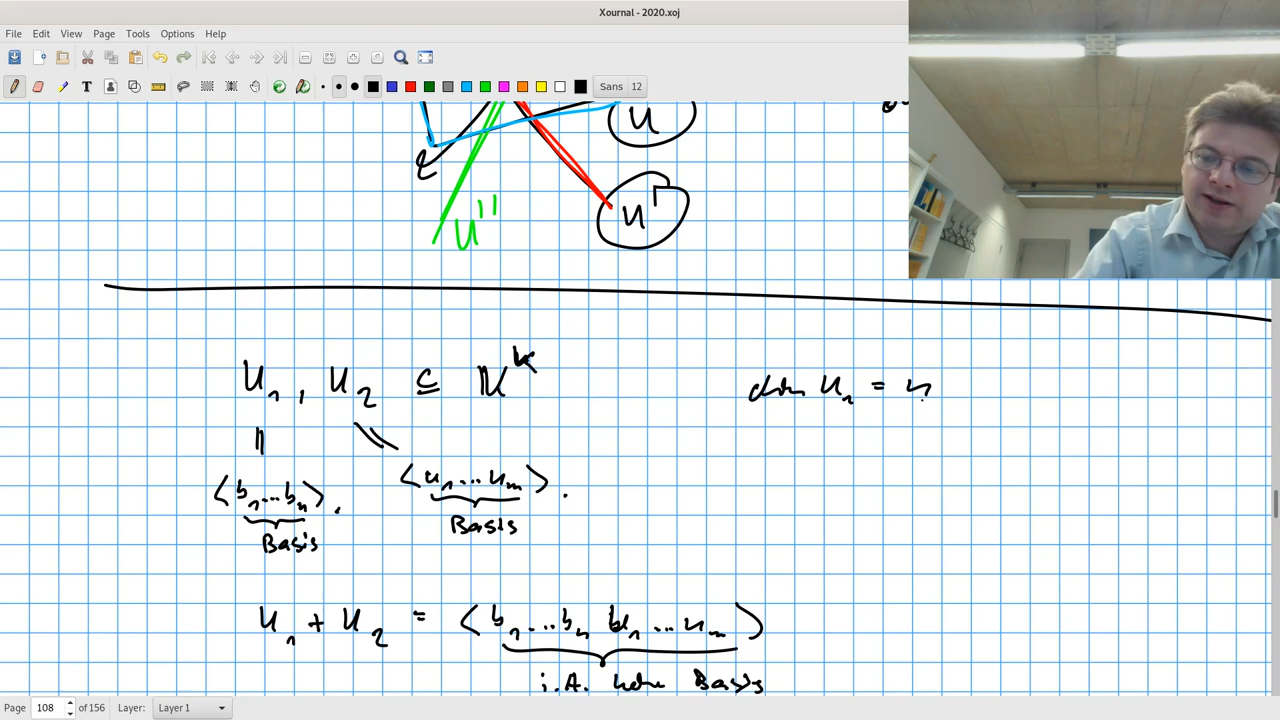 Xournal - 2020.xoj
File Edit View Page Tools Options Help
T Sans 12
U
z
U'
U''
U₁, U₂ ⊆ 𝕂ᵏ
dim U₁ = n
= =
⟨b₁...bₙ⟩.
⟨u₁...uₘ⟩.
Basis
Basis
U₁ + U₂ = ⟨b₁...bₙ u₁...uₘ⟩
i.A. keine Basis
Page 108 of 156 Layer: Layer 1